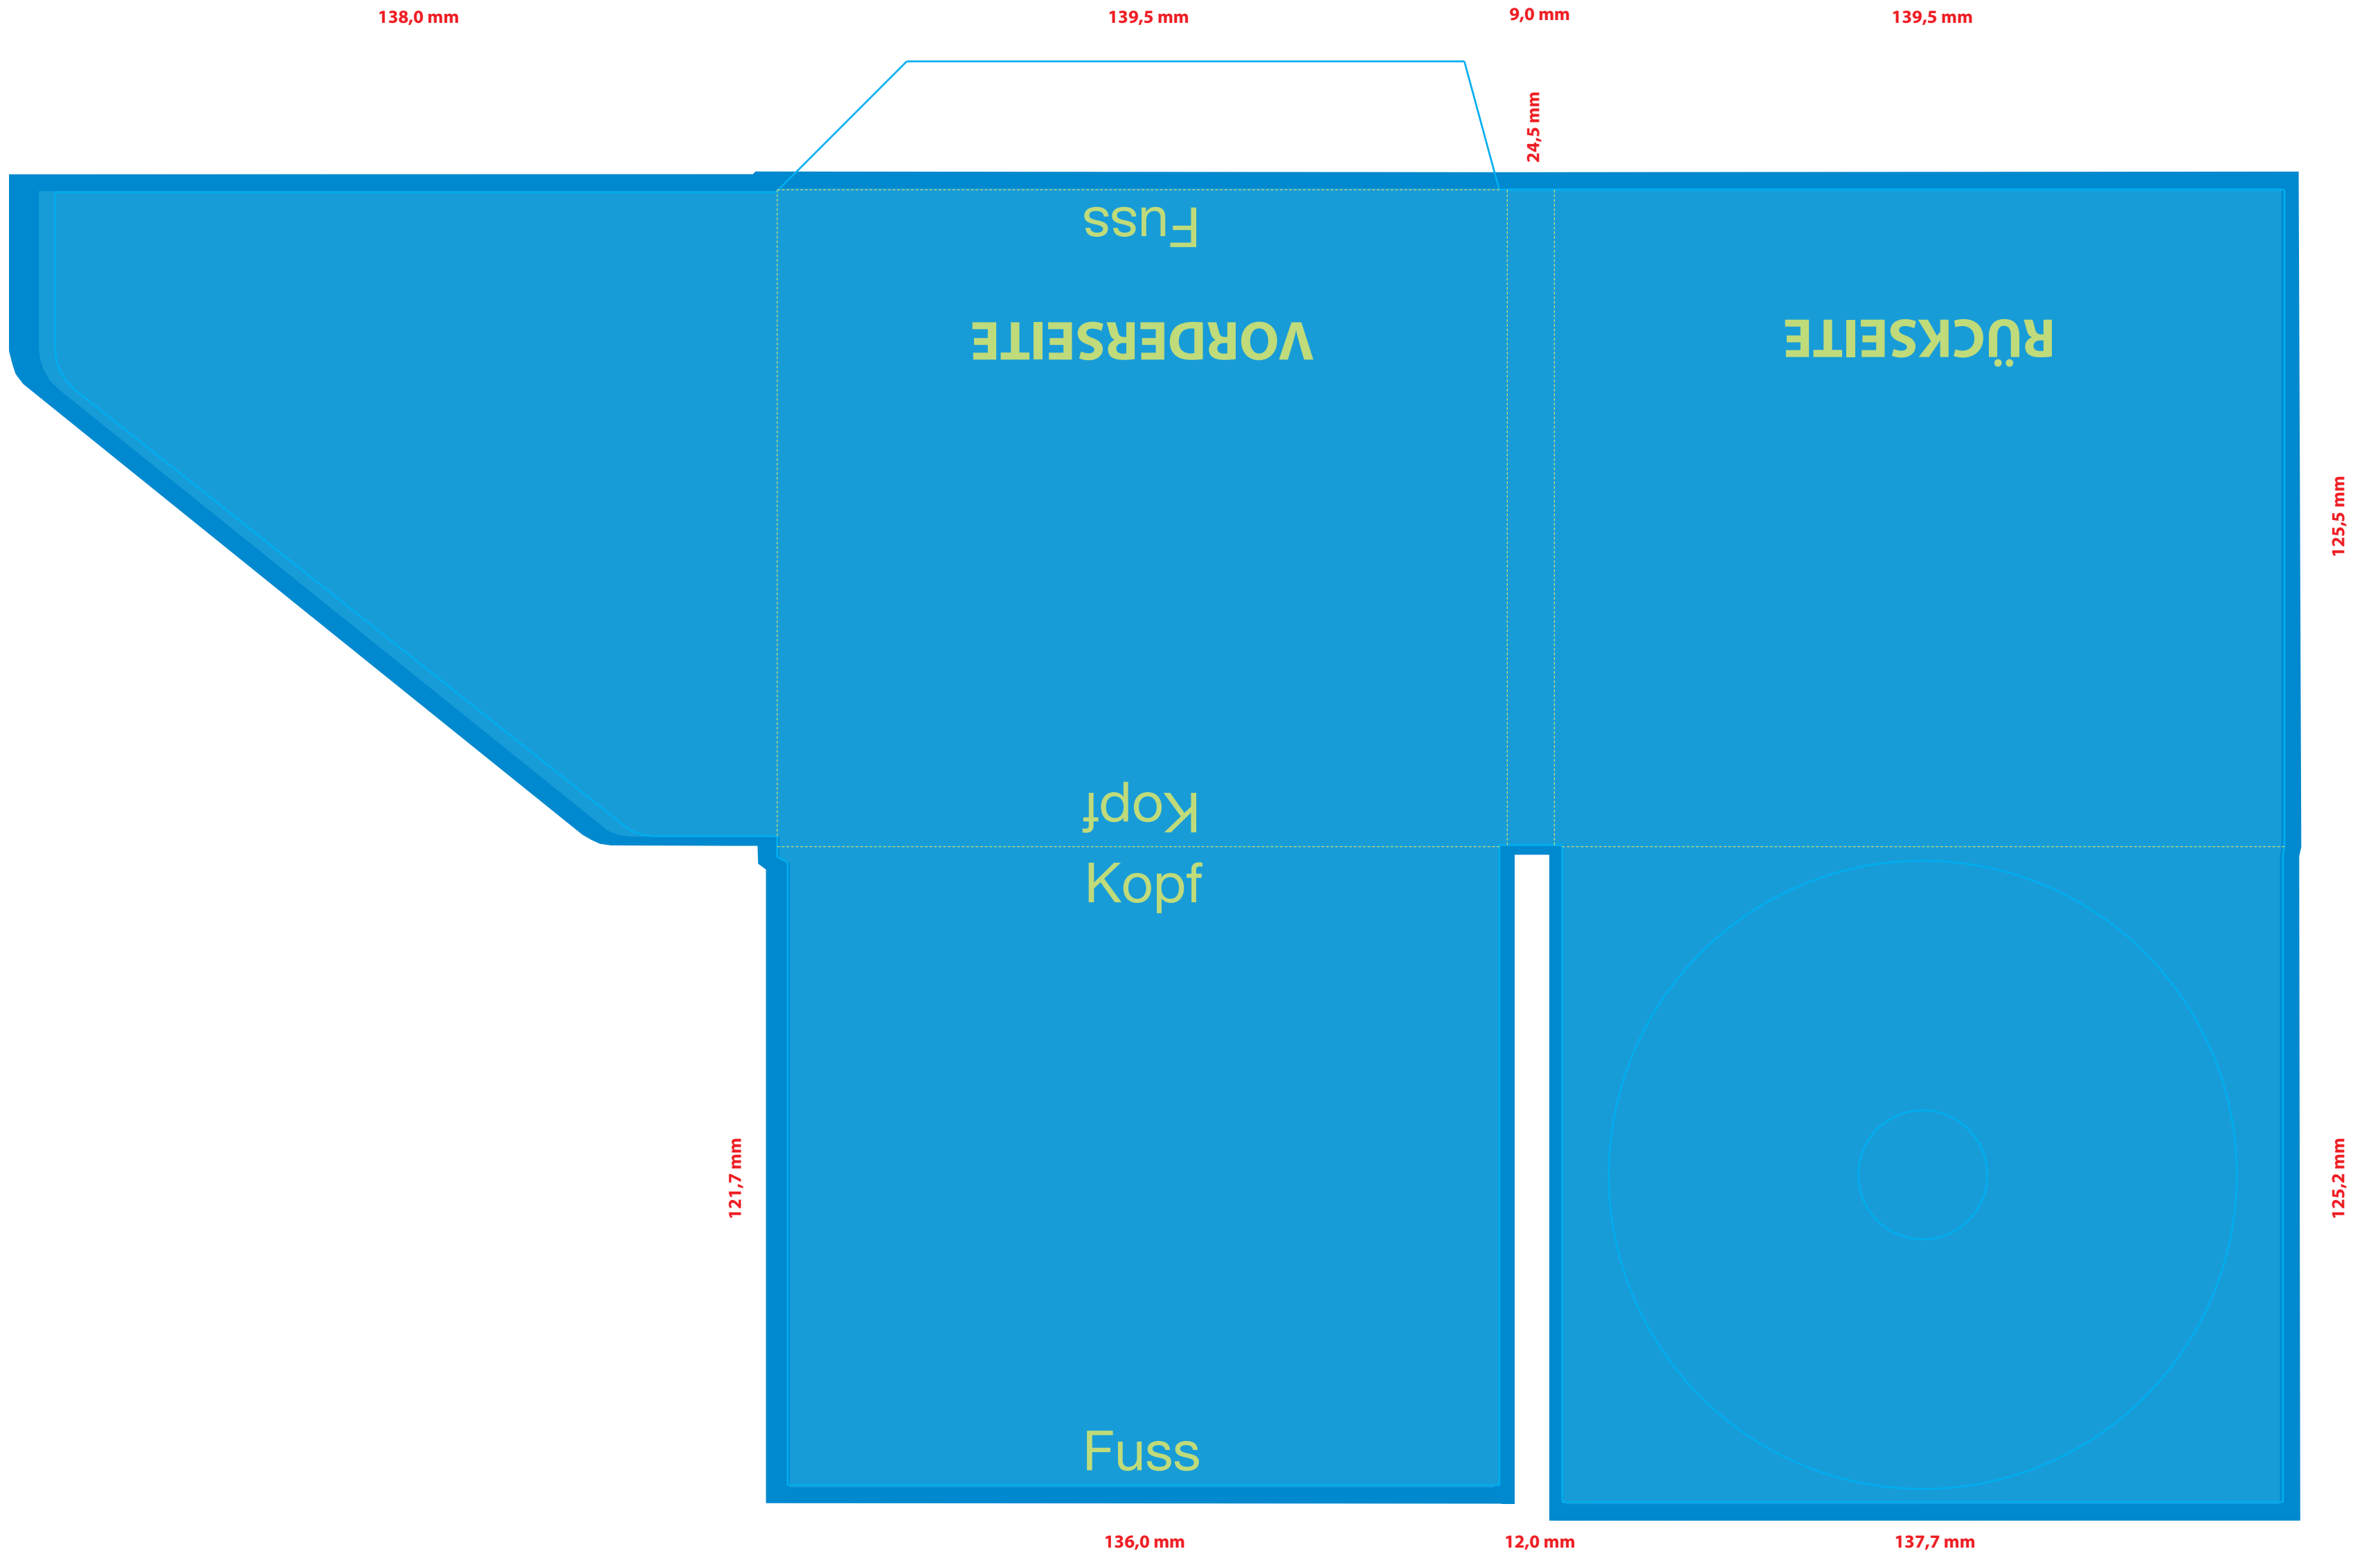 138,0 mm
139,5 mm
9,0 mm
139,5 mm
24,5 mm
Fuss
VORDERSEITE
RÜCKSEITE
125,5 mm
Kopf
Kopf
121,7 mm
125,2 mm
Fuss
136,0 mm
12,0 mm
137,7 mm